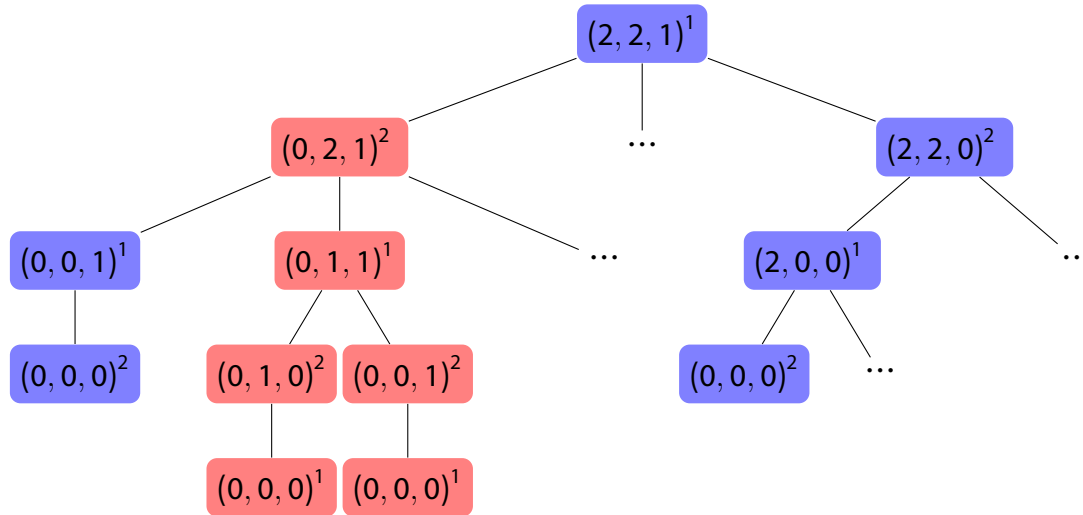 (2, 2, 1)¹
(0, 2, 1)² ... (2, 2, 0)²
(0, 0, 1)¹ (0, 1, 1)¹ ... (2, 0, 0)¹ ..
(0, 0, 0)² (0, 1, 0)² (0, 0, 1)² (0, 0, 0)² ...
(0, 0, 0)¹ (0, 0, 0)¹